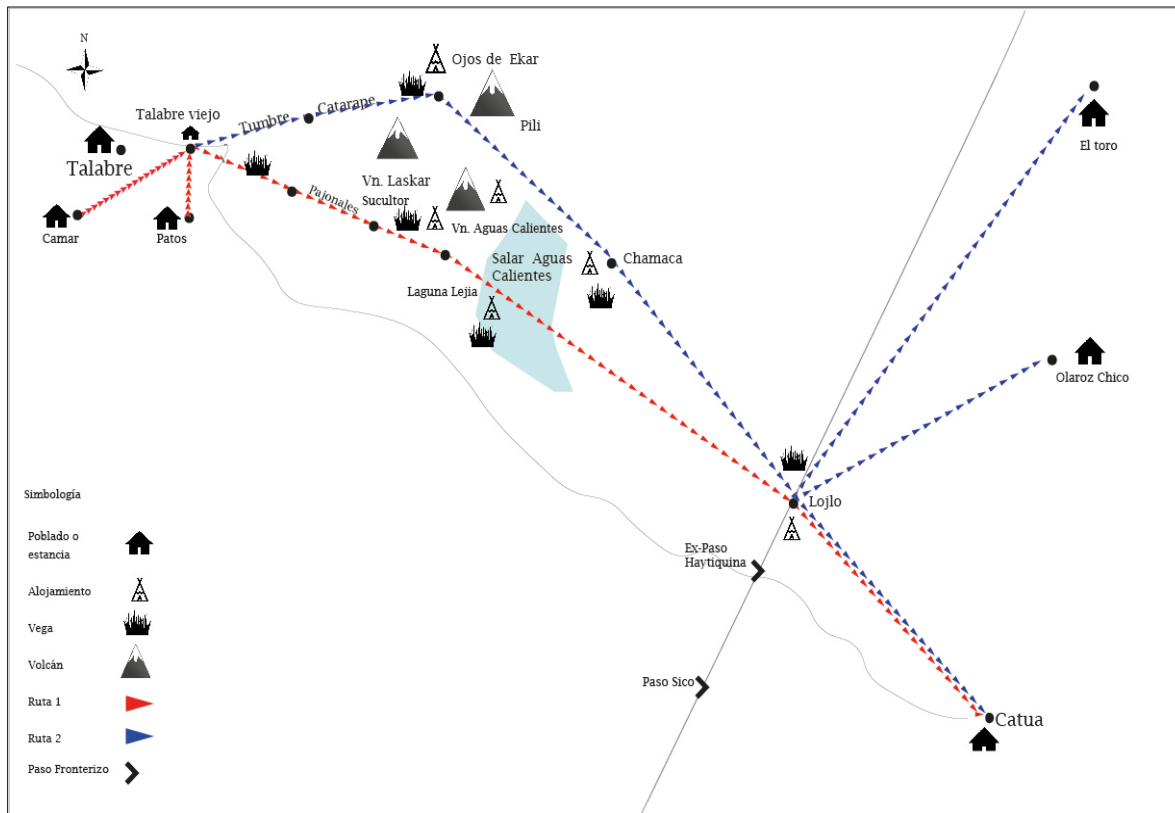 N
Ojos de Ekar
Pili
Talabre viejo
Tumbre
Catarape
El toro
Talabre
Vn. Laskar
Sucultor
Pajonales
Camar
Patos
Vn. Aguas Calientes
Salar Aguas
Calientes
Chamaca
Laguna Lejia
Olaroz Chico
Lojlo
Ex-Paso
Haytiquina
Paso Sico
Catua
Simbología
Poblado o
estancia
Alojamiento
Vega
Volcán
Ruta 1
Ruta 2
Paso Fronterizo